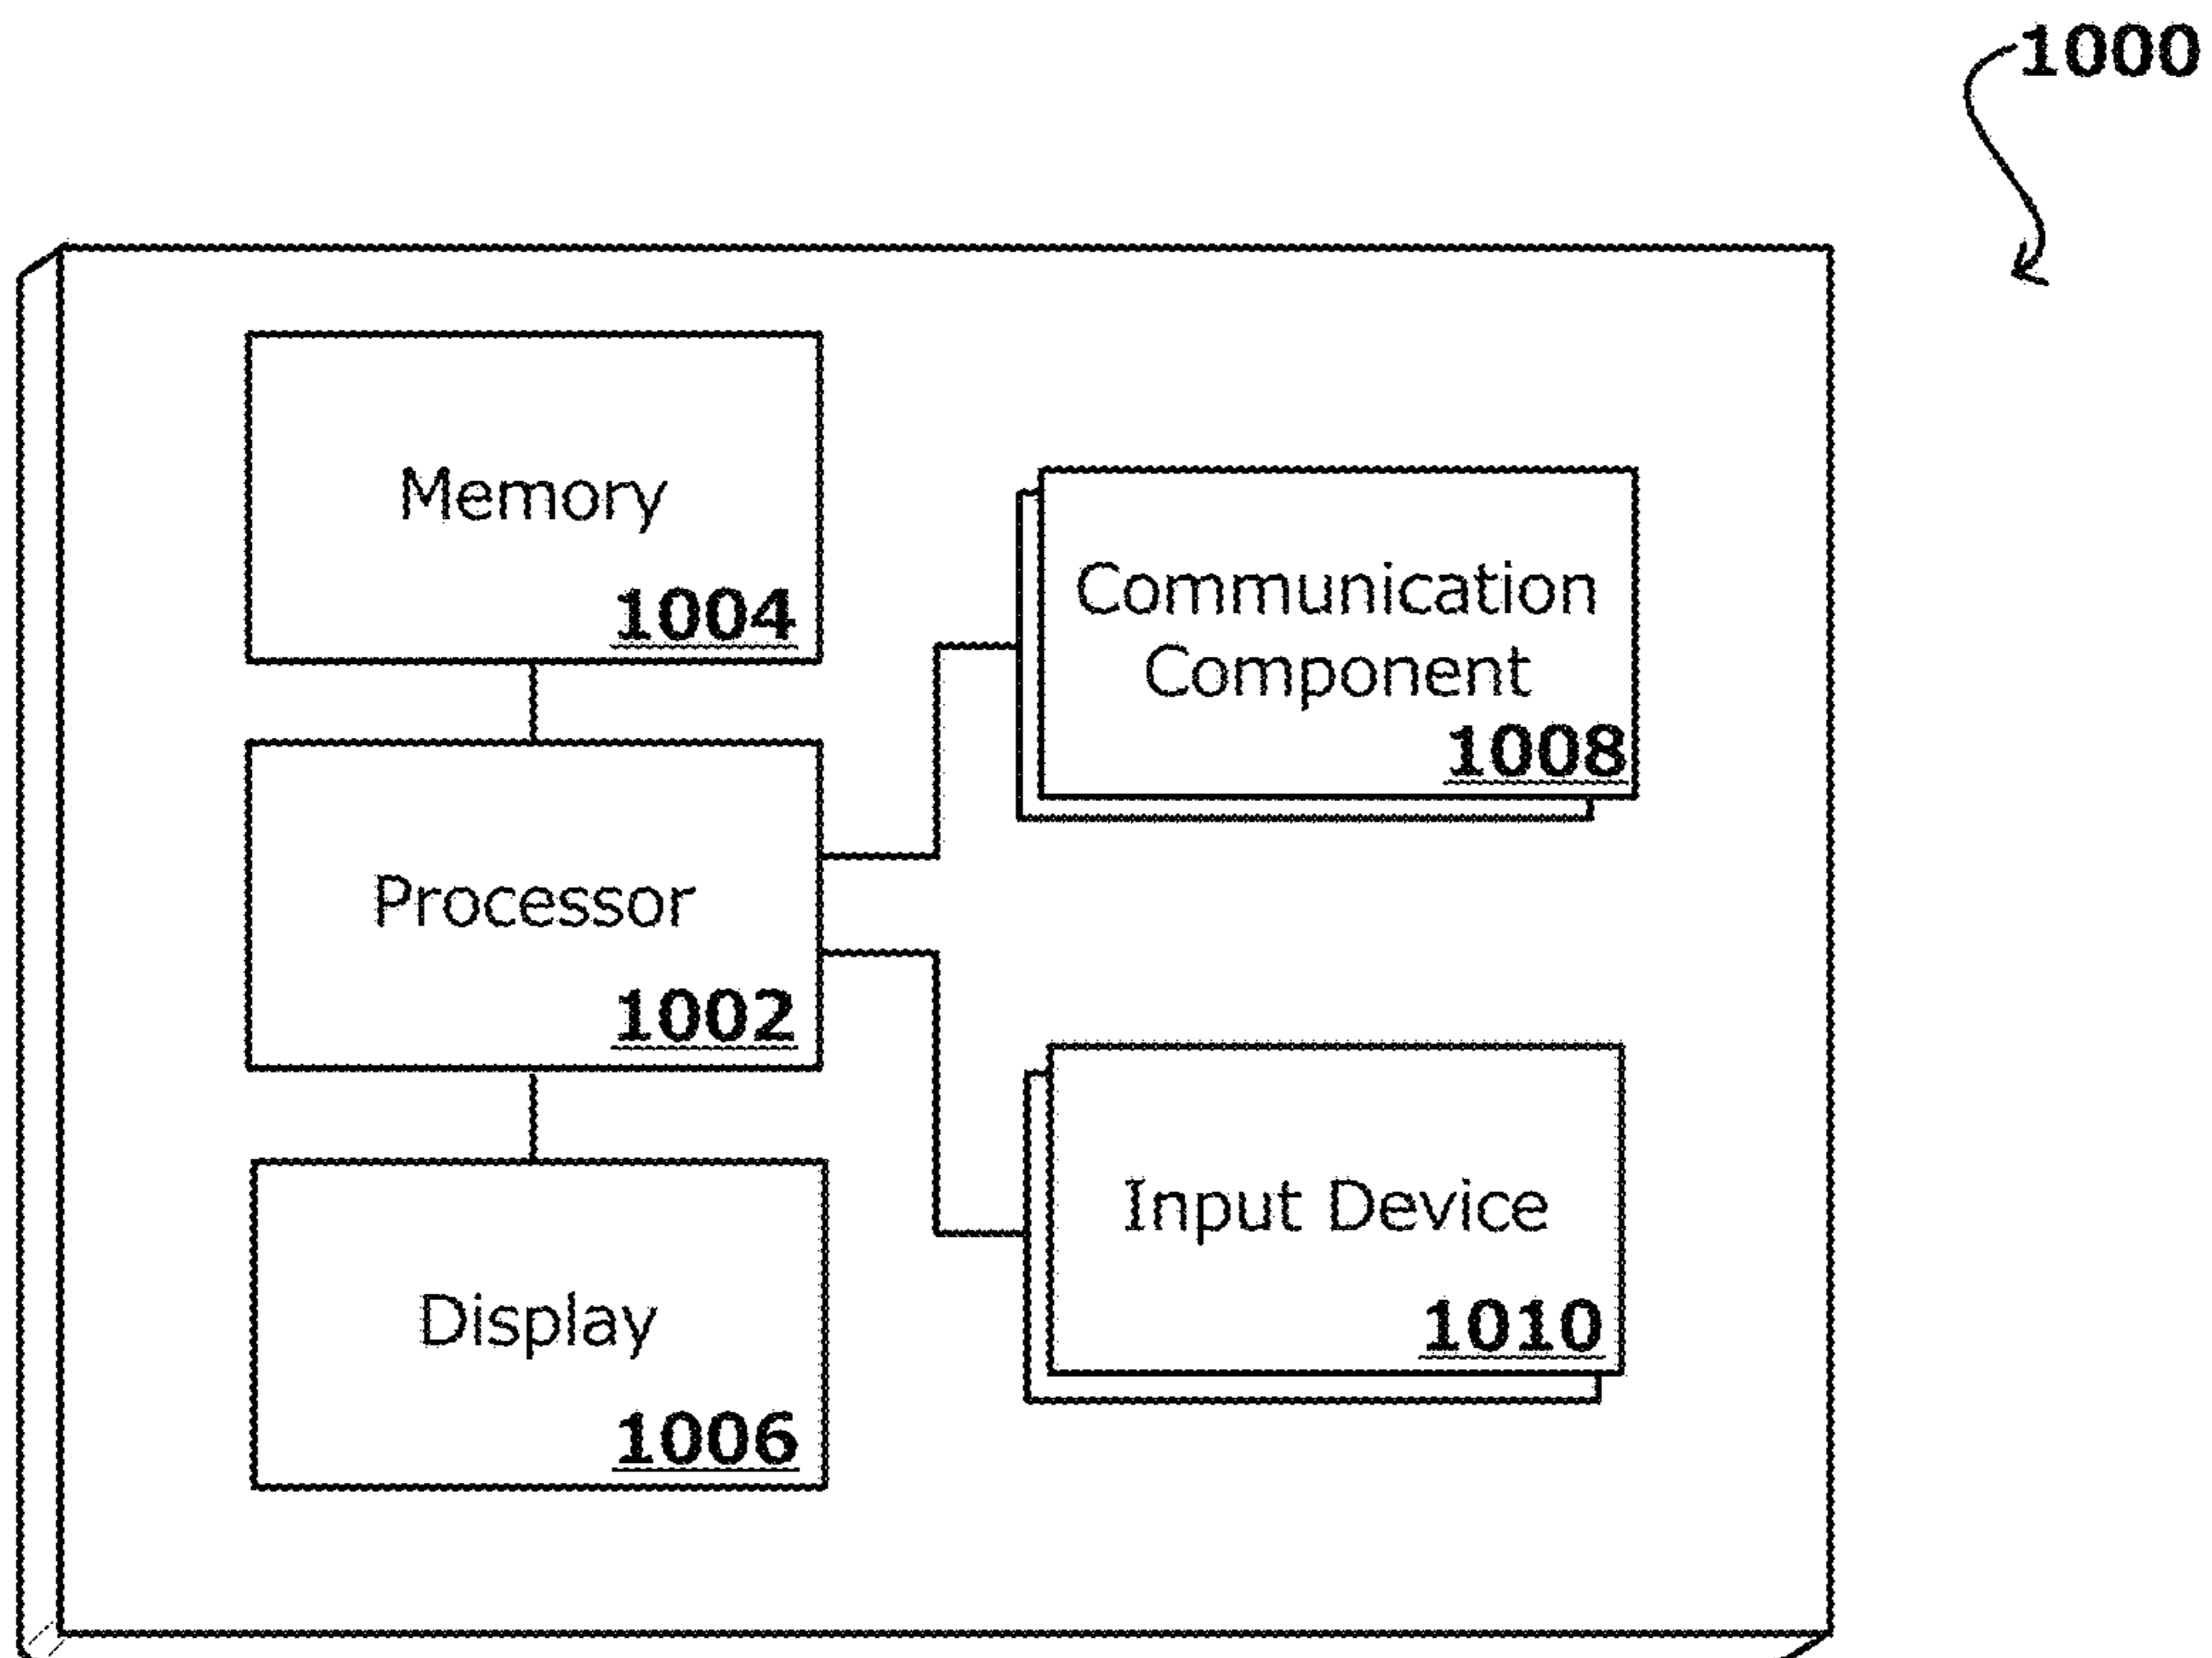 1000
Memory
1004
Communication
Component
1008
Processor
1002
Input Device
1010
Display
1006